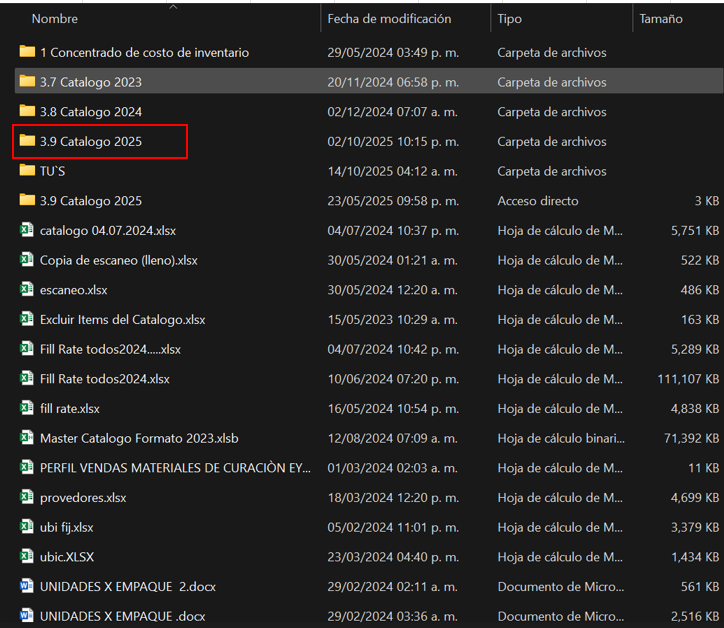 Nombre Fecha de modificación Tipo Tamaño
1 Concentrado de costo de inventario 29/05/2024 03:49 p. m. Carpeta de archivos
3.7 Catalogo 2023 20/11/2024 06:58 p. m. Carpeta de archivos
3.8 Catalogo 2024 02/12/2024 07:07 a. m. Carpeta de archivos
3.9 Catalogo 2025 02/10/2025 10:15 p. m. Carpeta de archivos
TU`S 14/10/2025 04:12 a. m. Carpeta de archivos
3.9 Catalogo 2025 23/05/2025 09:58 p. m. Acceso directo 3 KB
catalogo 04.07.2024.xlsx 04/07/2024 10:37 p. m. Hoja de cálculo de M... 5,751 KB
Copia de escaneo (lleno).xlsx 30/05/2024 01:21 a. m. Hoja de cálculo de M... 522 KB
escaneo.xlsx 30/05/2024 12:20 a. m. Hoja de cálculo de M... 486 KB
Excluir Items del Catalogo.xlsx 15/05/2023 10:29 a. m. Hoja de cálculo de M... 163 KB
Fill Rate todos2024.....xlsx 04/07/2024 10:42 p. m. Hoja de cálculo de M... 5,289 KB
Fill Rate todos2024.xlsx 10/06/2024 07:20 p. m. Hoja de cálculo de M... 111,107 KB
fill rate.xlsx 16/05/2024 10:54 p. m. Hoja de cálculo de M... 4,838 KB
Master Catalogo Formato 2023.xlsb 12/08/2024 07:09 a. m. Hoja de cálculo binari... 71,392 KB
PERFIL VENDAS MATERIALES DE CURACIÒN EY... 01/03/2024 02:03 a. m. Hoja de cálculo de M... 11 KB
provedores.xlsx 18/03/2024 12:20 p. m. Hoja de cálculo de M... 4,699 KB
ubi fij.xlsx 05/02/2024 11:01 p. m. Hoja de cálculo de M... 3,379 KB
ubic.XLSX 23/03/2024 04:40 p. m. Hoja de cálculo de M... 1,434 KB
UNIDADES X EMPAQUE  2.docx 29/02/2024 02:11 a. m. Documento de Micro... 561 KB
UNIDADES X EMPAQUE .docx 29/02/2024 03:36 a. m. Documento de Micro... 2,516 KB